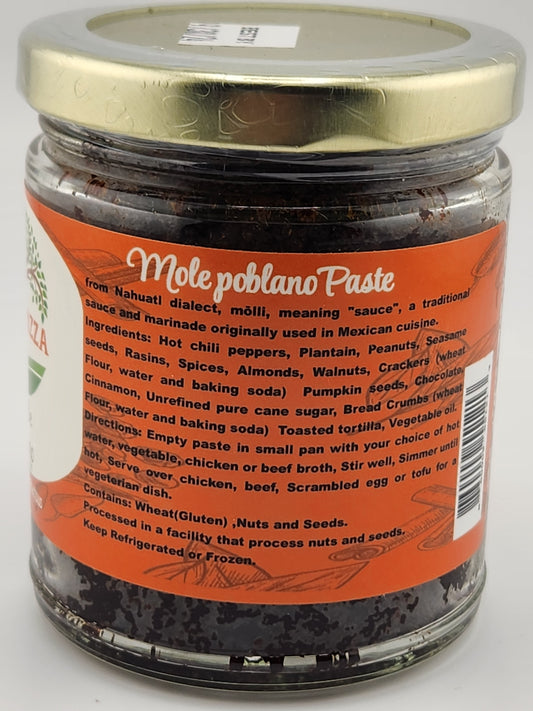 BEST BY
ZZA
Mole poblano Paste
from Nahuatl dialect, mōlli, meaning "sauce", a traditional
sauce and marinade originally used in Mexican cuisine.
Ingredients: Hot chili peppers, Plantain, Peanuts, Seasame
seeds, Rasins, Spices, Almonds, Walnuts, Crackers (wheat
Flour, water and baking soda) Pumpkin seeds, Chocolate,
Cinnamon, Unrefined pure cane sugar, Bread Crumbs (wheat
Flour, water and baking soda) Toasted tortilla, Vegetable oil.
Directions: Empty paste in small pan with your choice of hot
water, vegetable, chicken or beef broth, Stir well, Simmer until
hot, Serve over chicken, beef, Scrambled egg or tofu for a
vegeterian dish.
Contains: Wheat(Gluten) ,Nuts and Seeds.
Processed in a facility that process nuts and seeds.
Keep Refrigerated or Frozen.